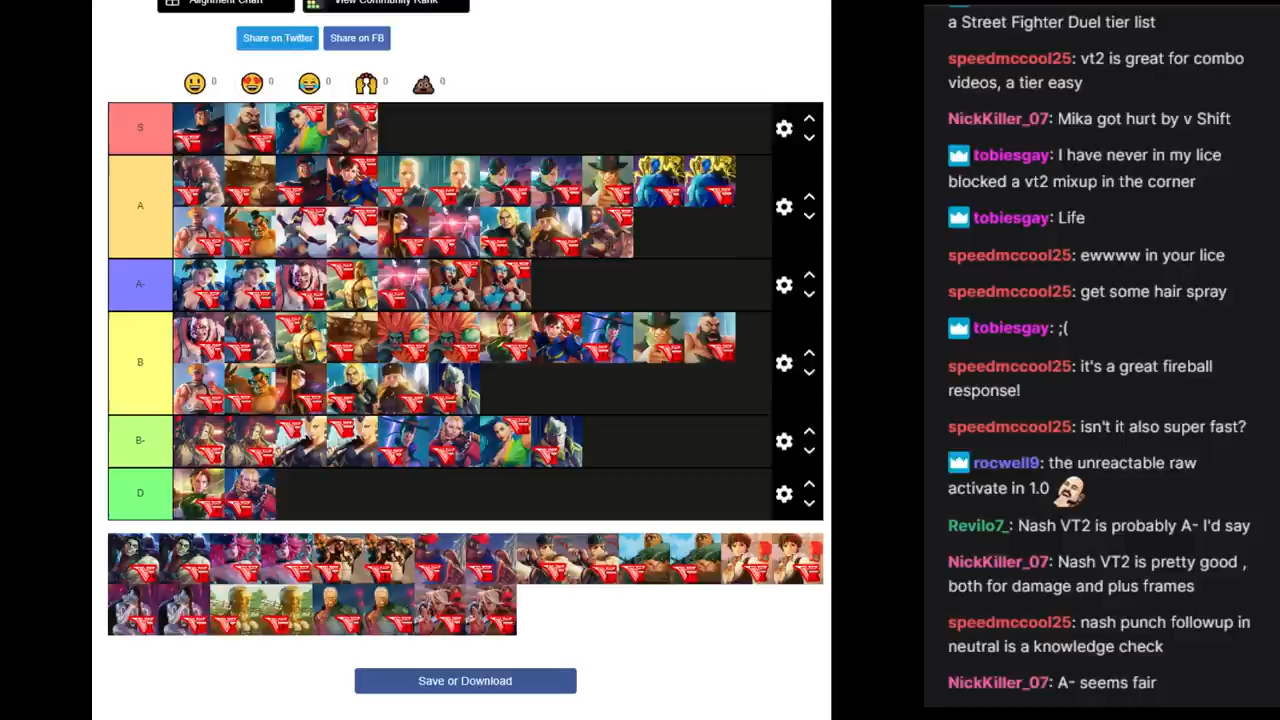 Alignment Chart
View Community Rank
Share on Twitter
Share on FB
0
0
0
0
0
S
A
A-
B
B-
D
Save or Download
a Street Fighter Duel tier list
speedmccool25: vt2 is great for combo
videos, a tier easy
NickKiller_07: Mika got hurt by v Shift
tobiesgay: I have never in my lice
blocked a vt2 mixup in the corner
tobiesgay: Life
speedmccool25: ewwww in your lice
speedmccool25: get some hair spray
tobiesgay: ;(
speedmccool25: it's a great fireball
response!
speedmccool25: isn't it also super fast?
rocwell9: the unreactable raw
activate in 1.0
Revilo7_: Nash VT2 is probably A- I'd say
NickKiller_07: Nash VT2 is pretty good ,
both for damage and plus frames
speedmccool25: nash punch followup in
neutral is a knowledge check
NickKiller_07: A- seems fair